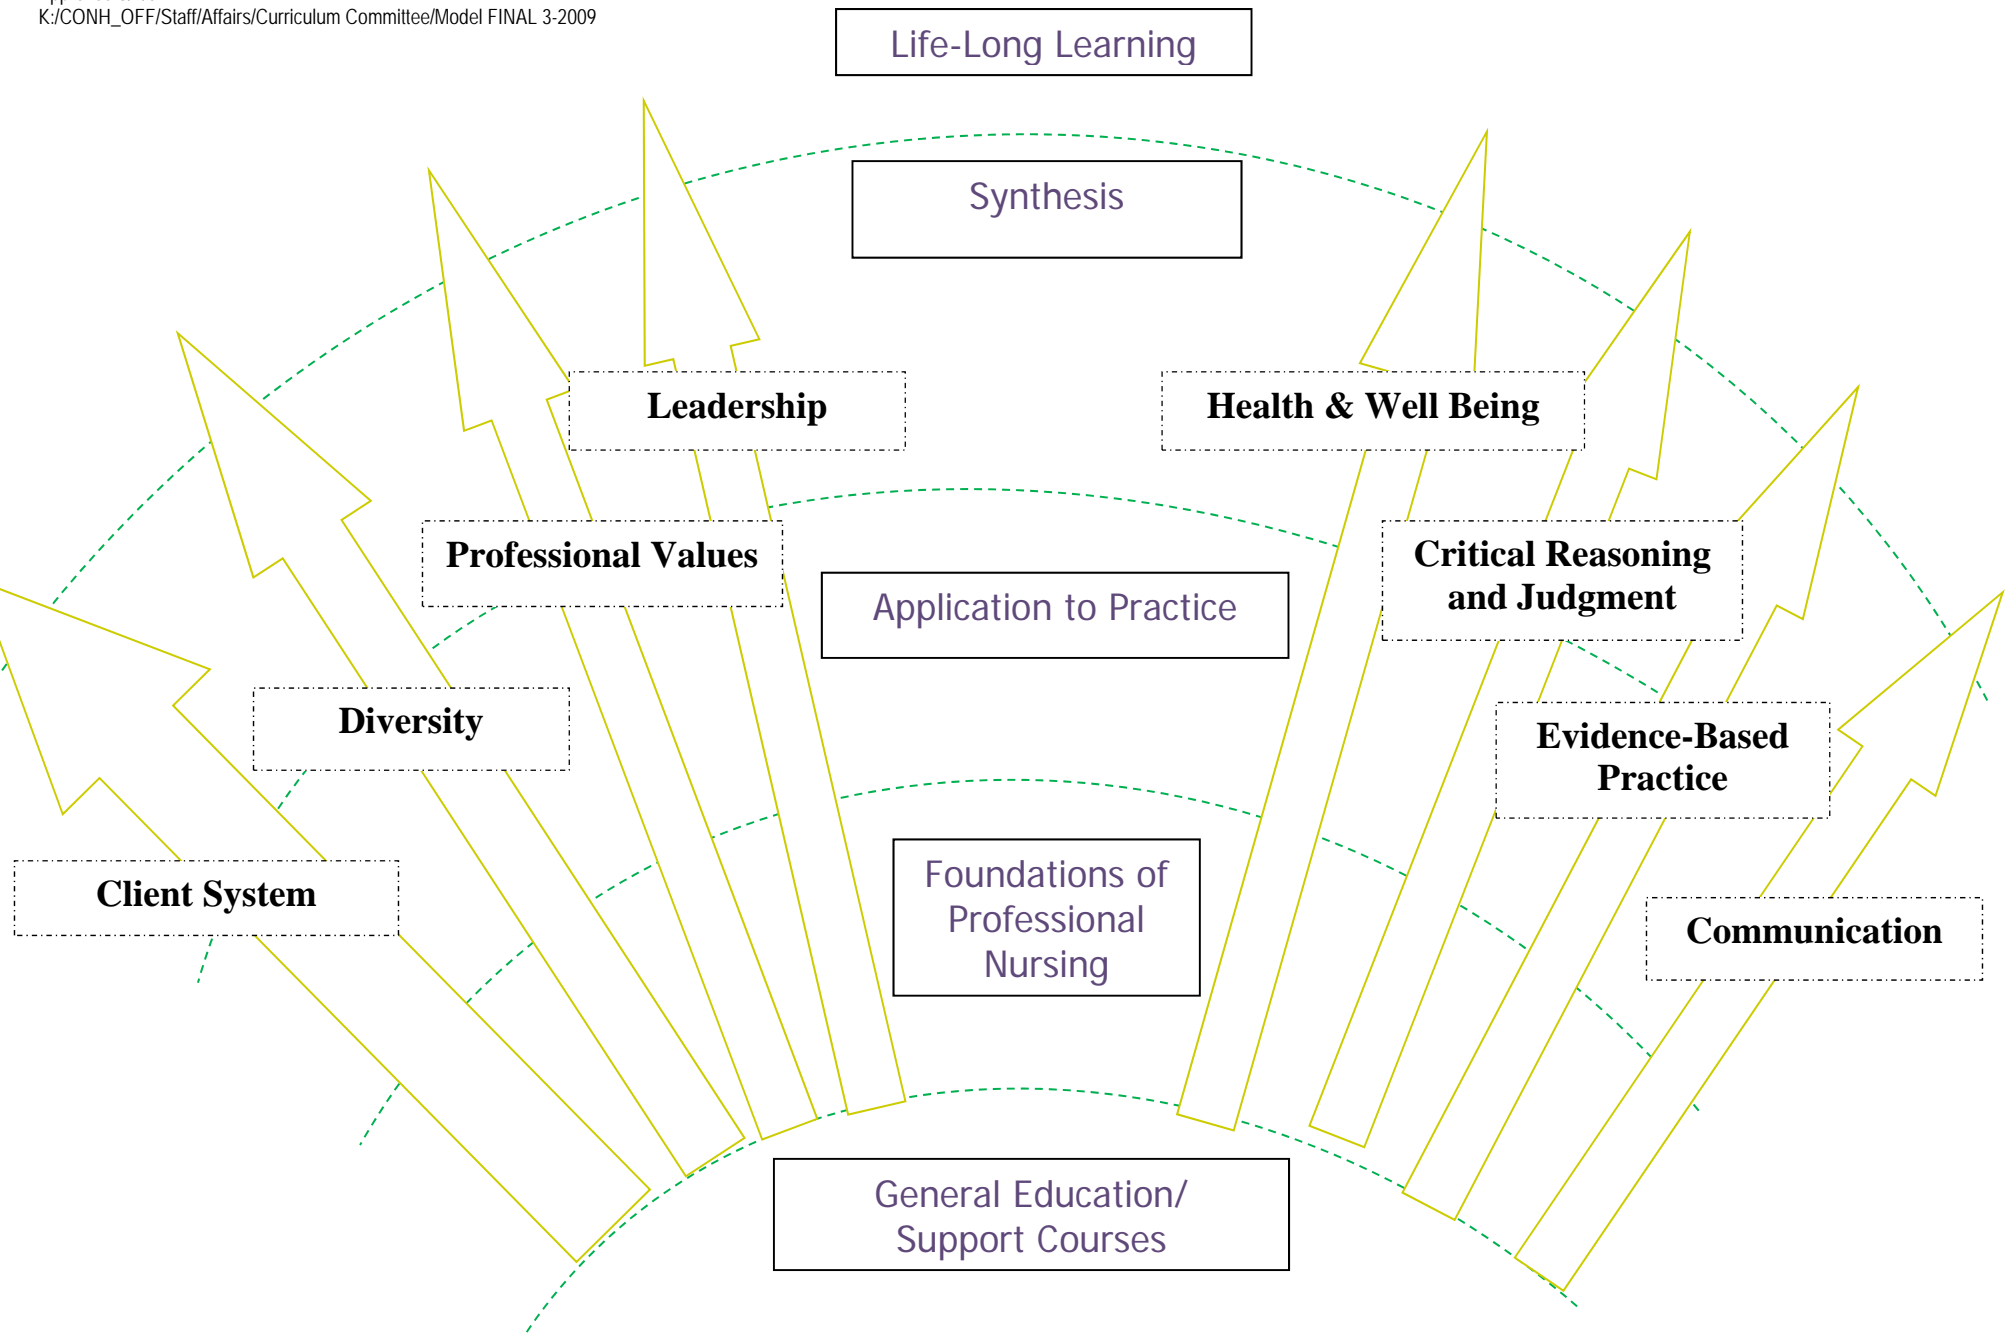 K:/CONH_OFF/Staff/Affairs/Curriculum Committee/Model FINAL 3-2009
Life-Long Learning
Synthesis
Leadership
Health & Well Being
Professional Values
Critical Reasoning
and Judgment
Application to Practice
Diversity
Evidence-Based
Practice
Client System
Foundations of
Professional
Nursing
Communication
General Education/
Support Courses